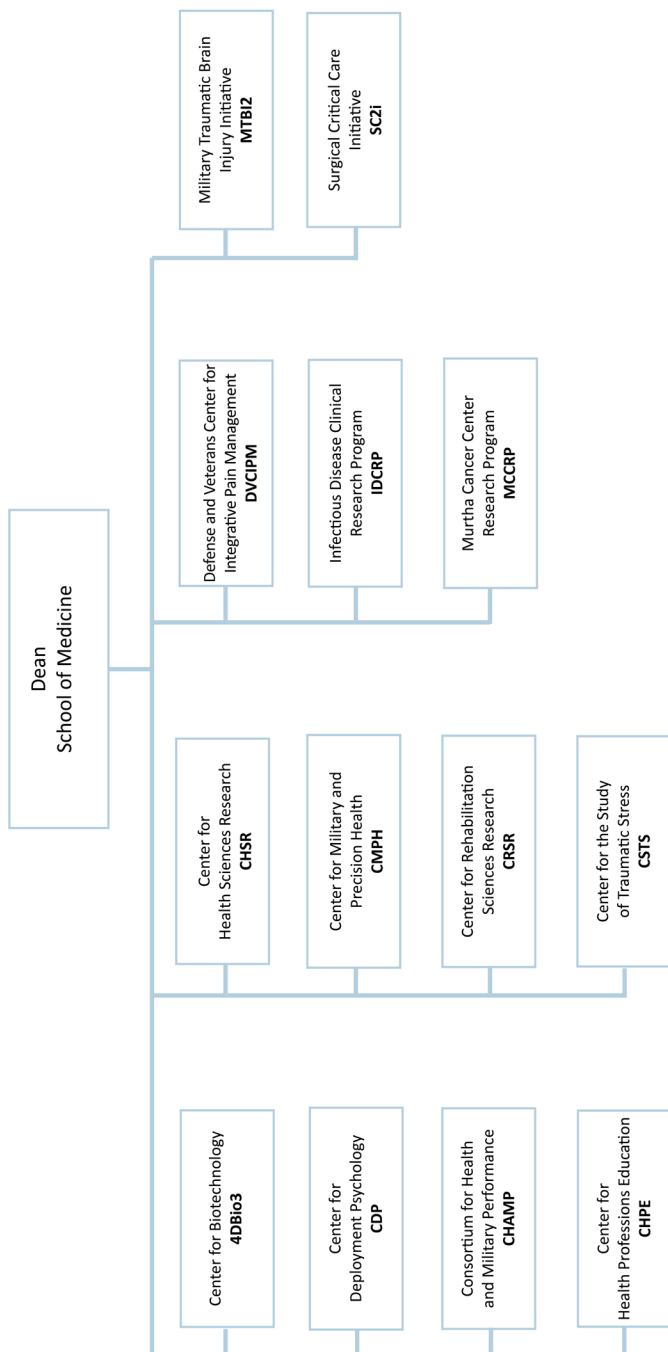 Dean
School of Medicine
Center for Biotechnology
4DBio3
Center for
Deployment Psychology
CDP
Consortium for Health
and Military Performance
CHAMP
Center for
Health Professions Education
CHPE
Center for
Health Sciences Research
CHSR
Center for Military and
Precision Health
CMPH
Center for Rehabilitation
Sciences Research
CRSR
Center for the Study
of Traumatic Stress
CSTS
Defense and Veterans Center for
Integrative Pain Management
DVCIPM
Infectious Disease Clinical
Research Program
IDCRP
Murtha Cancer Center
Research Program
MCCRP
Military Traumatic Brain
Injury Initiative
MTBI2
Surgical Critical Care
Initiative
SC2i